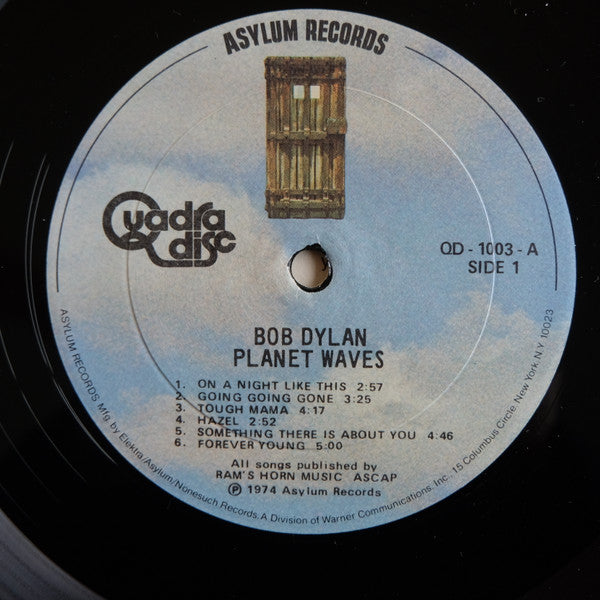 ASYLUM RECORDS
Quadra
disc
QD - 1003 - A
SIDE 1
BOB DYLAN
PLANET WAVES
1. ON A NIGHT LIKE THIS 2:57
2. GOING GOING GONE 3:25
3. TOUGH MAMA 4:17
4. HAZEL 2:52
5. SOMETHING THERE IS ABOUT YOU 4:46
6. FOREVER YOUNG 5:00
All songs published by
RAM'S HORN MUSIC ASCAP
℗ 1974 Asylum Records
ASYLUM RECORDS Mfg. by Elektra/Asylum/Nonesuch Records. A Division of Warner Communications, Inc., 15 Columbus Circle, New York, N.Y. 10023